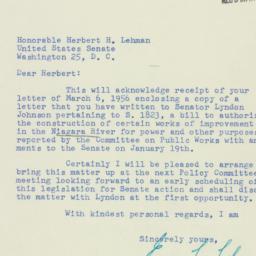 Honorable Herbert H. Lehman
United States Senate
Washington 25, D. C.
Dear Herbert:
This will acknowledge receipt of your
letter of March 6, 1956 enclosing a copy of a
letter that you have written to Senator Lyndon
Johnson pertaining to S. 1823, a bill to authori
the construction of certain works of improvement
in the Niagara River for power and other purposes
reported by the Committee on Public Works with am
ments to the Senate on January 19th.
Certainly I will be pleased to arrange
bring this matter up at the next Policy Committee
meeting looking forward to an early scheduling of
this legislation for Senate action and shall disc
the matter with Lyndon at the first opportunity.
With kindest personal regards, I am
Sincerely yours,